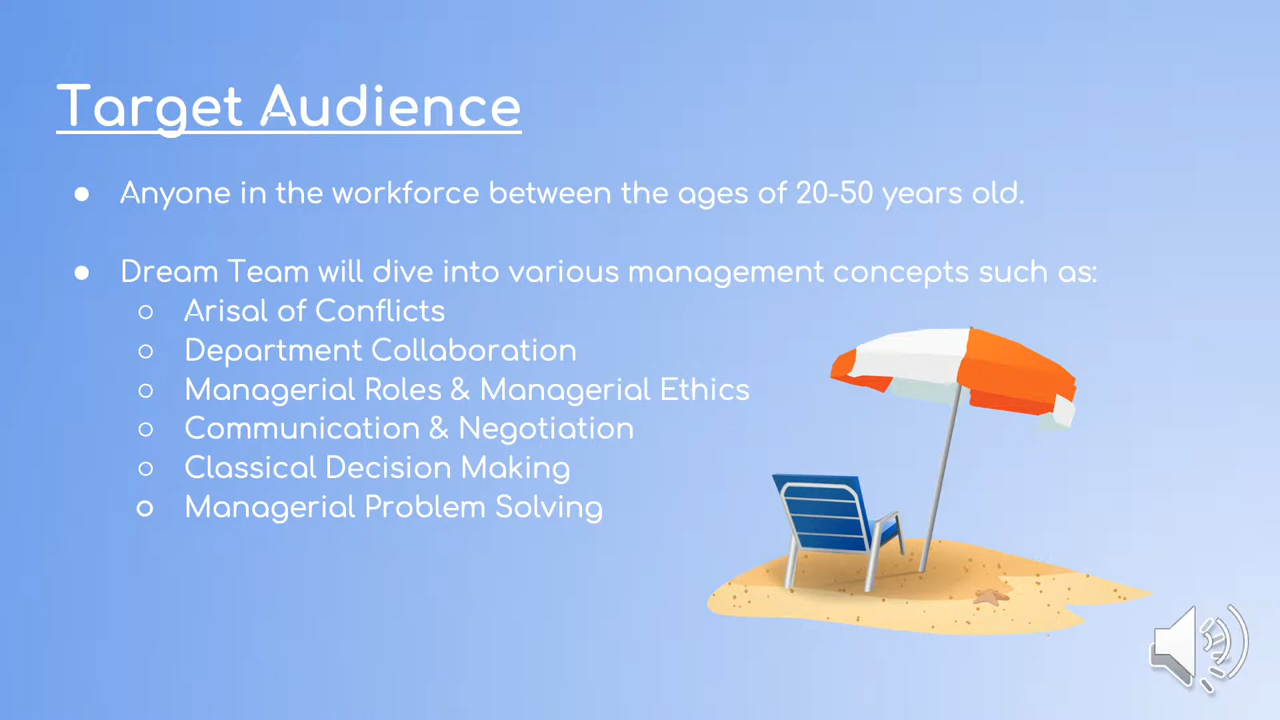 Target Audience
● Anyone in the workforce between the ages of 20-50 years old.
● Dream Team will dive into various management concepts such as:
○ Arisal of Conflicts
○ Department Collaboration
○ Managerial Roles & Managerial Ethics
○ Communication & Negotiation
○ Classical Decision Making
○ Managerial Problem Solving